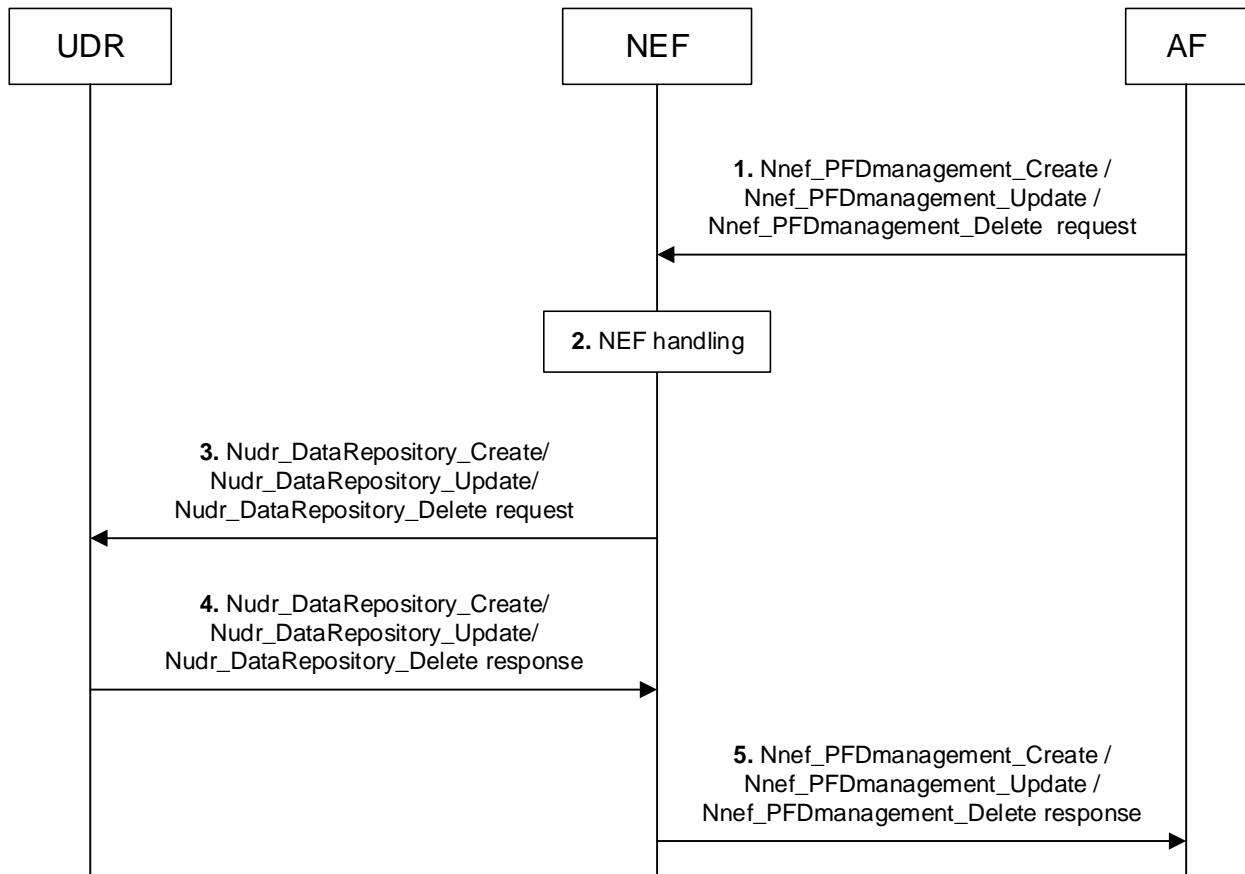 UDR
NEF
AF
1. Nnef_PFDmanagement_Create /
Nnef_PFDmanagement_Update /
Nnef_PFDmanagement_Delete  request
2. NEF handling
3. Nudr_DataRepository_Create/
Nudr_DataRepository_Update/
Nudr_DataRepository_Delete request
4. Nudr_DataRepository_Create/
Nudr_DataRepository_Update/
Nudr_DataRepository_Delete response
5. Nnef_PFDmanagement_Create /
Nnef_PFDmanagement_Update /
Nnef_PFDmanagement_Delete response